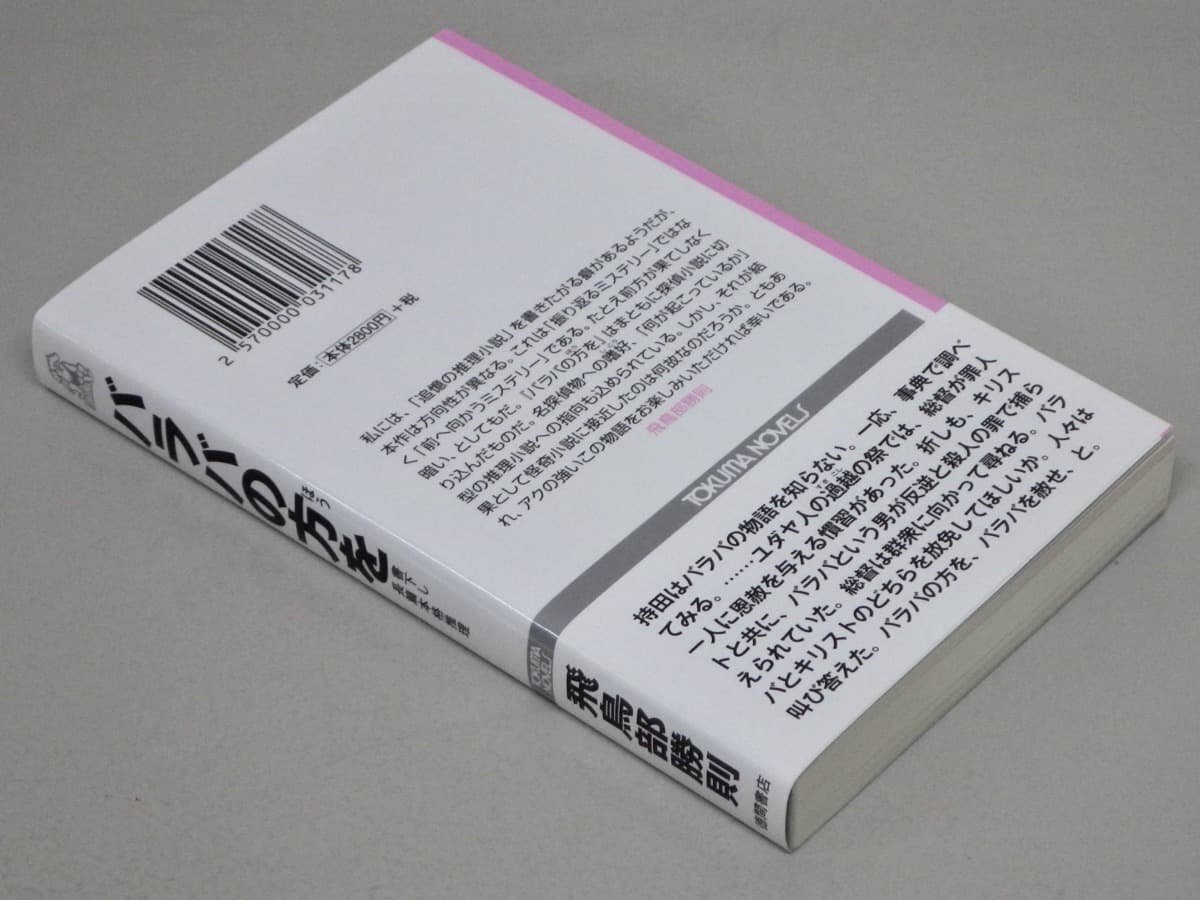 2570000031178
定価：本体2800円+税
私には、「追憶の推理小説」を書きたがる癖があるようだが、
本作は方向性が異なる。これは「振り返るミステリー」ではな
く「前へ向かうミステリー」である。たとえ前方が果てしなく
暗い、としてもだ。『バラバの方を』はまともに探偵小説に切
り込んだものだ。名探偵物への嗜好、「何が起こっているか」
型の推理小説への指向も込められている。しかし、それが結
果として怪奇小説に接近したのは何故なのだろうか。ともあ
れ、アクの強いこの物語をお楽しみいただければ幸いである。
飛鳥部勝則
TOKUMA NOVELS
持田はバラバの物語を知らない。一応、事典で調べ
てみる。……ユダヤ人の過越の祭では、総督が罪人
一人に恩赦を与える慣習があった。折しも、キリス
トと共に、バラバという男が反逆と殺人の罪で捕ら
えられていた。総督は群衆に向かって尋ねる。バラ
バとキリストのどちらを放免してほしいか。人々は
叫び答えた。バラバの方を、バラバを赦せ、と。
バラバの方を
ほう
書下し
長篇本格推理
TOKUMA
NOVELS
飛鳥部勝則
徳間書店